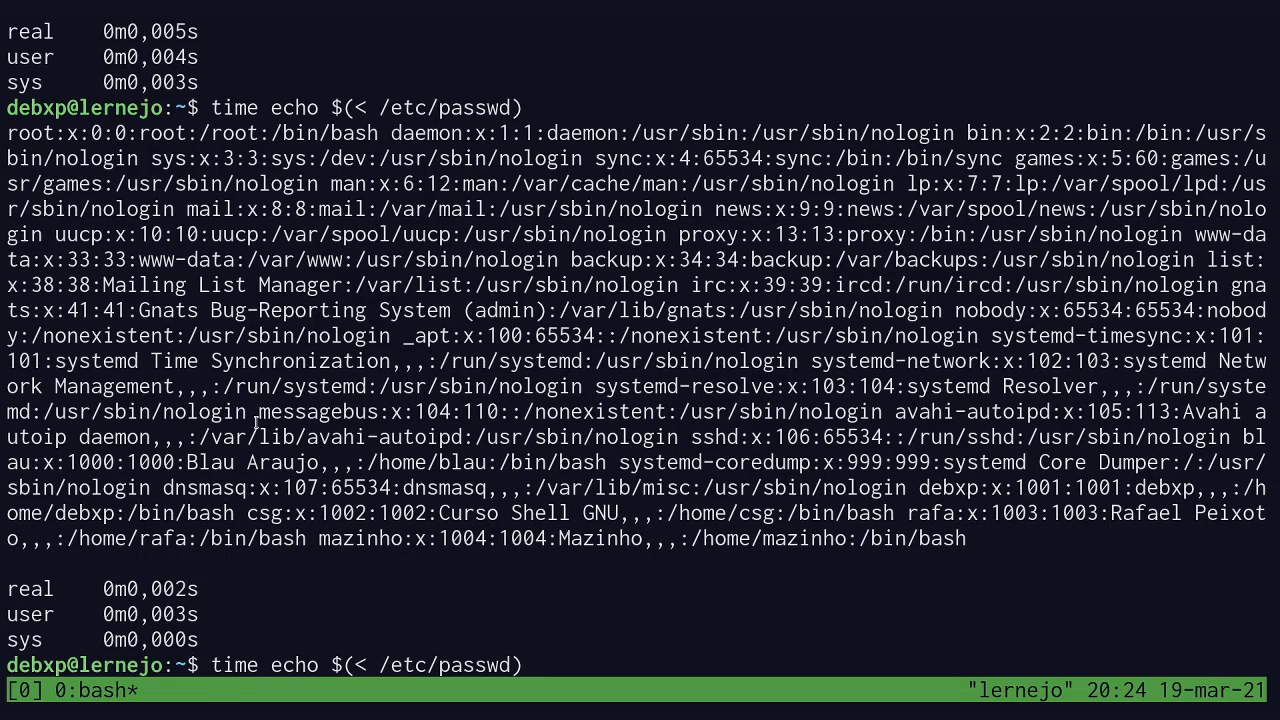 real    0m0,005s
user    0m0,004s
sys     0m0,003s
debxp@lernejo:~$ time echo $(< /etc/passwd)
root:x:0:0:root:/root:/bin/bash daemon:x:1:1:daemon:/usr/sbin:/usr/sbin/nologin bin:x:2:2:bin:/bin:/usr/s
bin/nologin sys:x:3:3:sys:/dev:/usr/sbin/nologin sync:x:4:65534:sync:/bin:/bin/sync games:x:5:60:games:/u
sr/games:/usr/sbin/nologin man:x:6:12:man:/var/cache/man:/usr/sbin/nologin lp:x:7:7:lp:/var/spool/lpd:/us
r/sbin/nologin mail:x:8:8:mail:/var/mail:/usr/sbin/nologin news:x:9:9:news:/var/spool/news:/usr/sbin/nolo
gin uucp:x:10:10:uucp:/var/spool/uucp:/usr/sbin/nologin proxy:x:13:13:proxy:/bin:/usr/sbin/nologin www-da
ta:x:33:33:www-data:/var/www:/usr/sbin/nologin backup:x:34:34:backup:/var/backups:/usr/sbin/nologin list:
x:38:38:Mailing List Manager:/var/list:/usr/sbin/nologin irc:x:39:39:ircd:/run/ircd:/usr/sbin/nologin gna
ts:x:41:41:Gnats Bug-Reporting System (admin):/var/lib/gnats:/usr/sbin/nologin nobody:x:65534:65534:nobod
y:/nonexistent:/usr/sbin/nologin _apt:x:100:65534::/nonexistent:/usr/sbin/nologin systemd-timesync:x:101:
101:systemd Time Synchronization,,,:/run/systemd:/usr/sbin/nologin systemd-network:x:102:103:systemd Netw
ork Management,,,:/run/systemd:/usr/sbin/nologin systemd-resolve:x:103:104:systemd Resolver,,,:/run/syste
md:/usr/sbin/nologin messagebus:x:104:110::/nonexistent:/usr/sbin/nologin avahi-autoipd:x:105:113:Avahi a
utoip daemon,,,:/var/lib/avahi-autoipd:/usr/sbin/nologin sshd:x:106:65534::/run/sshd:/usr/sbin/nologin bl
au:x:1000:1000:Blau Araujo,,,:/home/blau:/bin/bash systemd-coredump:x:999:999:systemd Core Dumper:/:/usr/
sbin/nologin dnsmasq:x:107:65534:dnsmasq,,,:/var/lib/misc:/usr/sbin/nologin debxp:x:1001:1001:debxp,,,:/h
ome/debxp:/bin/bash csg:x:1002:1002:Curso Shell GNU,,,:/home/csg:/bin/bash rafa:x:1003:1003:Rafael Peixot
o,,,:/home/rafa:/bin/bash mazinho:x:1004:1004:Mazinho,,,:/home/mazinho:/bin/bash
real    0m0,002s
user    0m0,003s
sys     0m0,000s
debxp@lernejo:~$ time echo $(< /etc/passwd)
[0] 0:bash* "lernejo" 20:24 19-mar-21